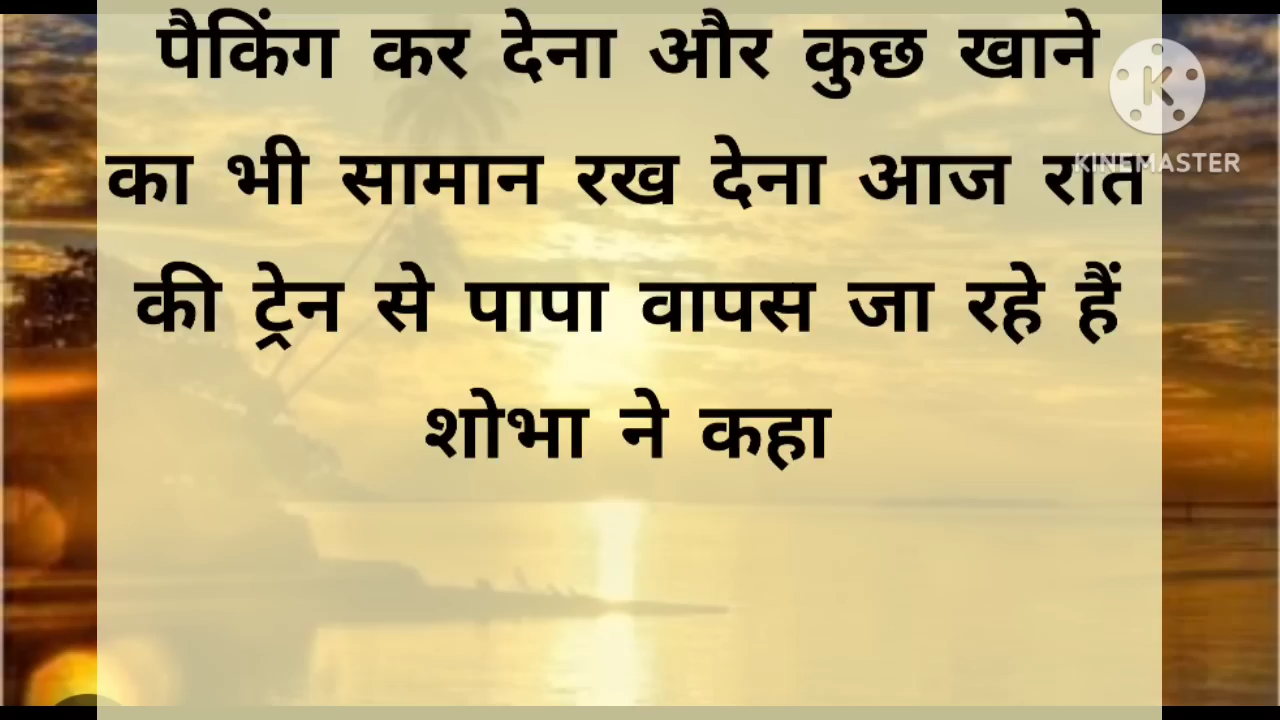 पैकिंग कर देना और कुछ खाने
का भी सामान रख देना आज रात
की ट्रेन से पापा वापस जा रहे हैं
शोभा ने कहा
K
KINEMASTER